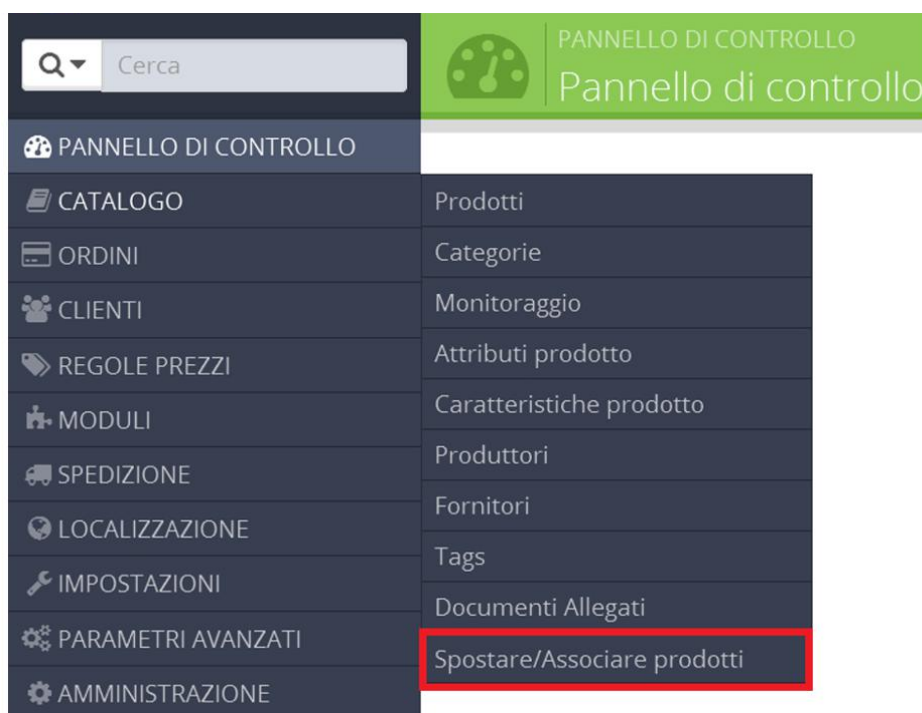 Cerca
PANNELLO DI CONTROLLO
Pannello di controllo
PANNELLO DI CONTROLLO
CATALOGO
ORDINI
CLIENTI
REGOLE PREZZI
MODULI
SPEDIZIONE
LOCALIZZAZIONE
IMPOSTAZIONI
PARAMETRI AVANZATI
AMMINISTRAZIONE
Prodotti
Categorie
Monitoraggio
Attributi prodotto
Caratteristiche prodotto
Produttori
Fornitori
Tags
Documenti Allegati
Spostare/Associare prodotti